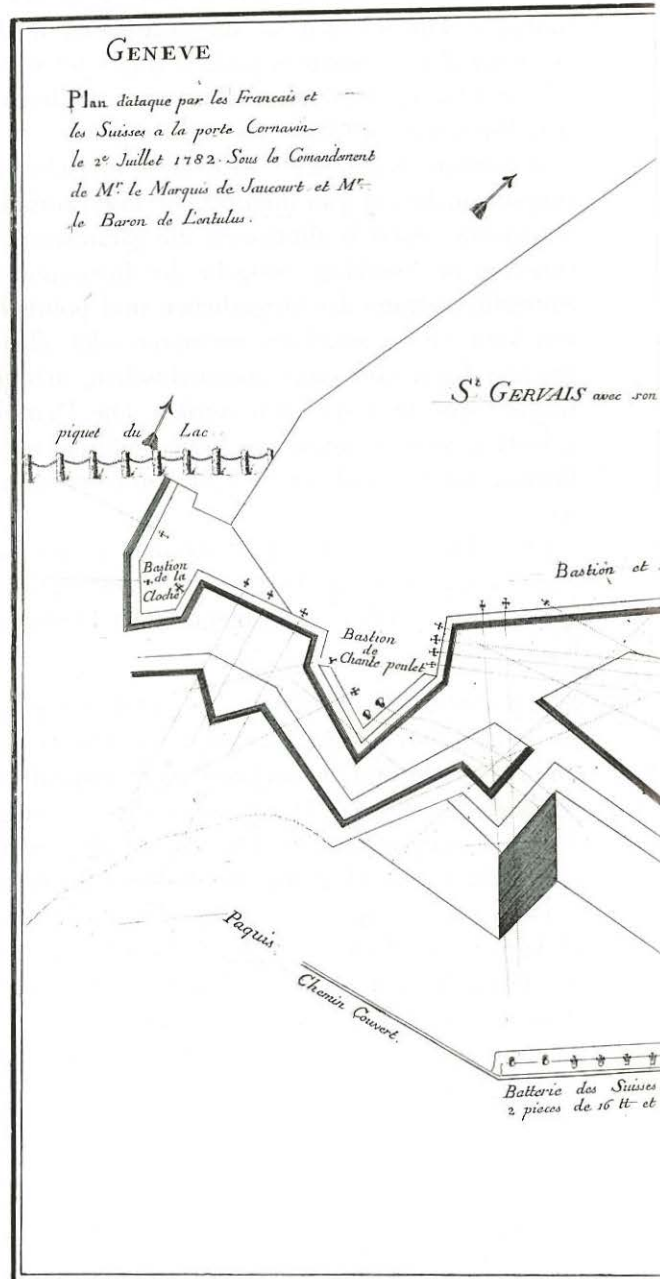 GENEVE
Plan d'ataque par les Francais et
les Suisses a la porte Cornavin
le 2e Juillet 1782. Sous le Comandement
de Mr. le Marquis de Jaucourt et Mr.
le Baron de Lentulus.
St GERVAIS avec son
piquet du Lac
Bastion
de la
Cloche
Bastion et
Bastion
de
Chante poulet
Paquis
Chemin Couvert.
Batterie des Suisses
2 pieces de 16 tt et